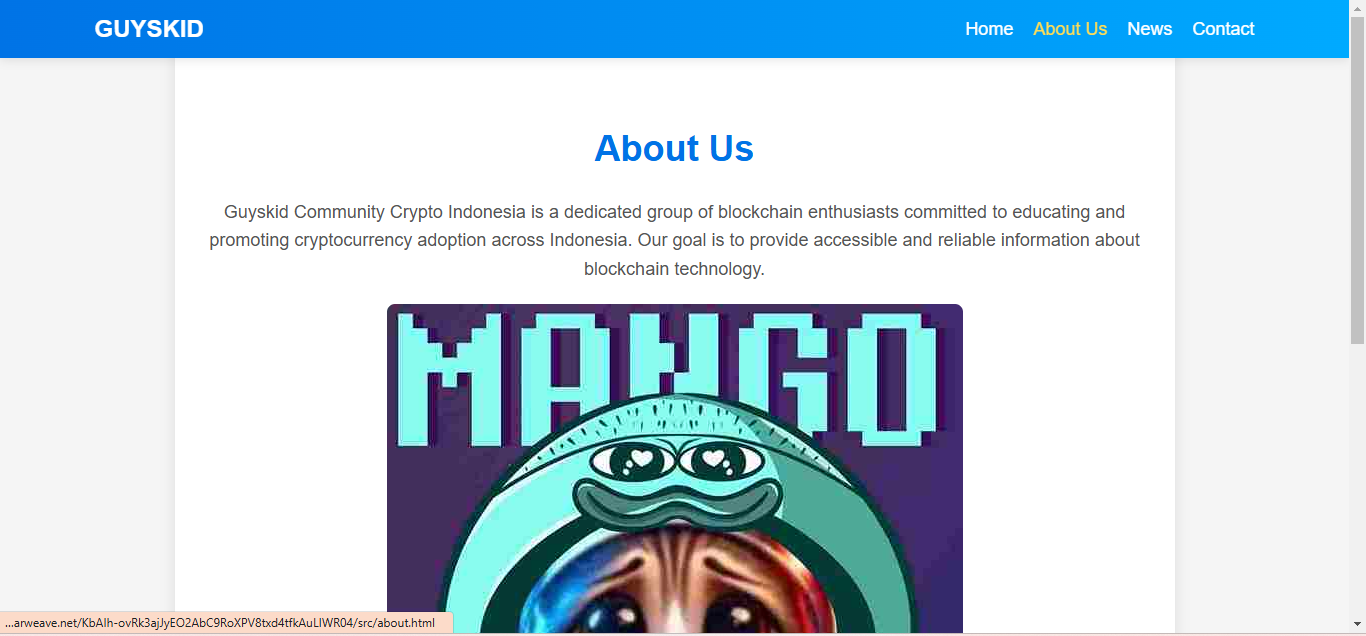 GUYSKID
Home About Us News Contact
About Us
Guyskid Community Crypto Indonesia is a dedicated group of blockchain enthusiasts committed to educating and
promoting cryptocurrency adoption across Indonesia. Our goal is to provide accessible and reliable information about
blockchain technology.
MANGO
...arweave.net/KbAlh-ovRk3ajJyEO2AbC9RoXPV8txd4tfkAuLIWR04/src/about.html